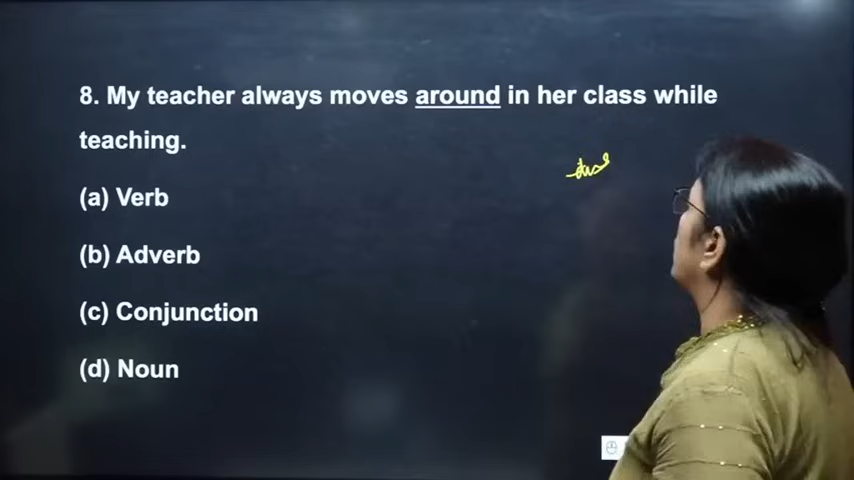 8. My teacher always moves around in her class while
teaching.
(a) Verb
(b) Adverb
(c) Conjunction
(d) Noun